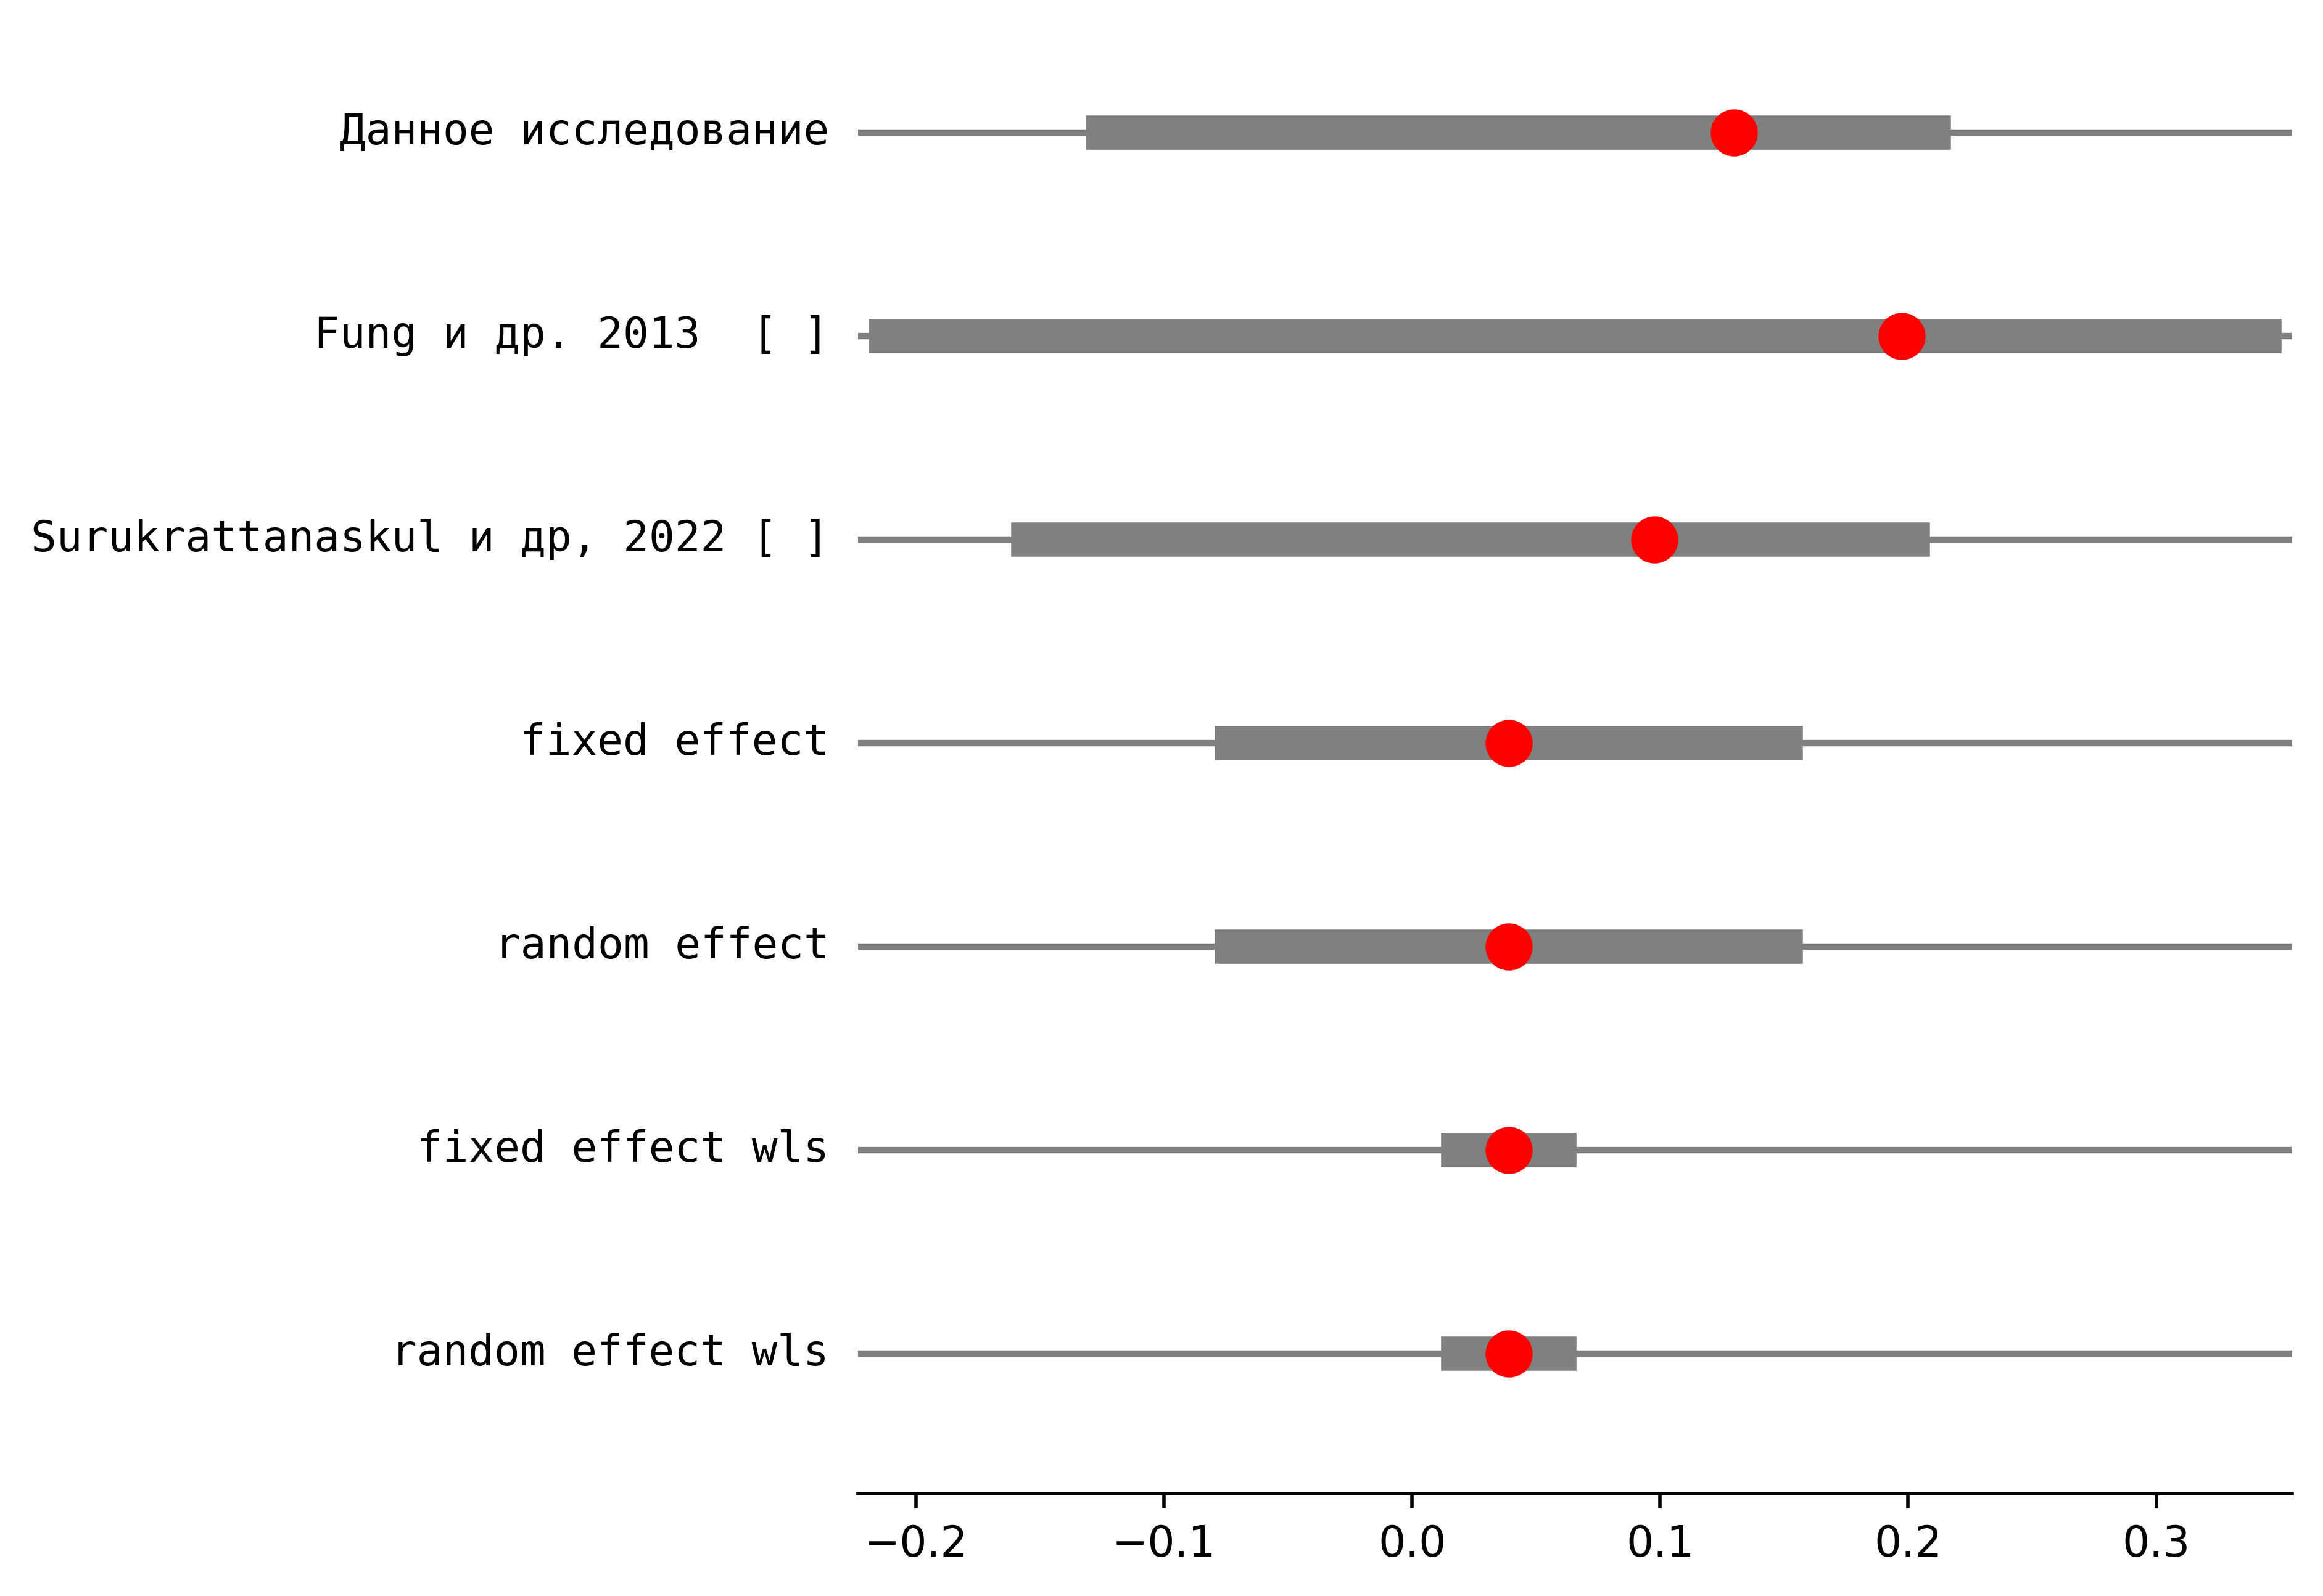 Данное исследование
Fung и др. 2013  [ ]
Surukrattanaskul и др, 2022 [ ]
fixed effect
random effect
fixed effect wls
random effect wls
−0.2 −0.1 0.0 0.1 0.2 0.3